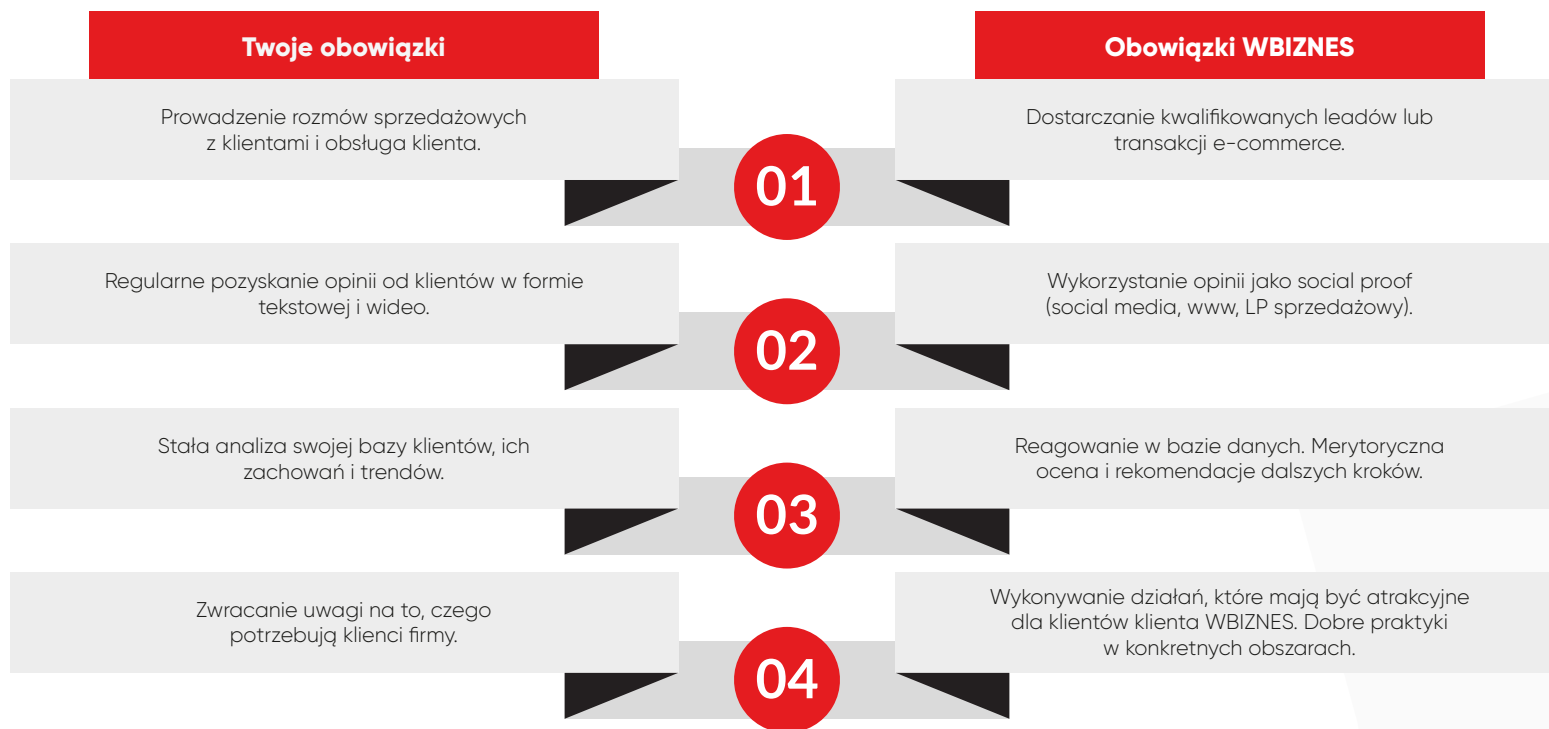 Twoje obowiązki
Obowiązki WBIZNES
Prowadzenie rozmów sprzedażowych
z klientami i obsługa klienta.
01
Dostarczanie kwalifikowanych leadów lub
transakcji e-commerce.
Regularne pozyskanie opinii od klientów w formie
tekstowej i wideo.
02
Wykorzystanie opinii jako social proof
(social media, www, LP sprzedażowy).
Stała analiza swojej bazy klientów, ich
zachowań i trendów.
03
Reagowanie w bazie danych. Merytoryczna
ocena i rekomendacje dalszych kroków.
Zwracanie uwagi na to, czego
potrzebują klienci firmy.
04
Wykonywanie działań, które mają być atrakcyjne
dla klientów klienta WBIZNES. Dobre praktyki
w konkretnych obszarach.